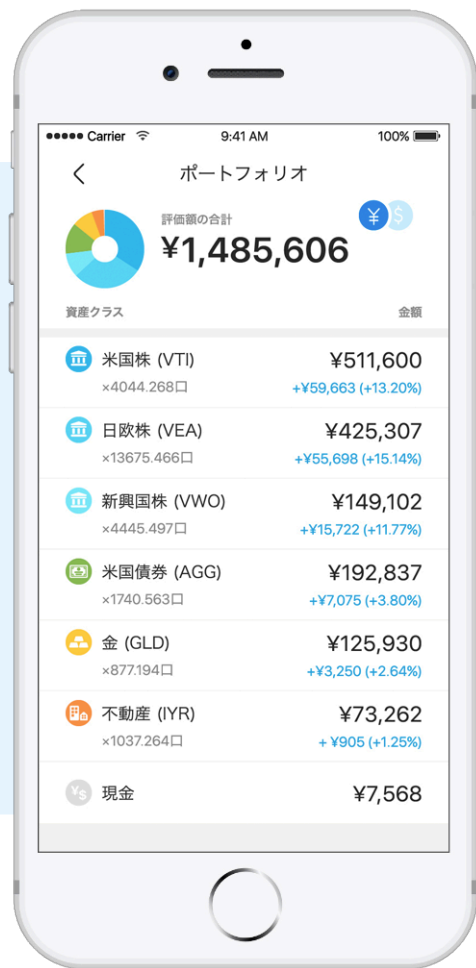 Carrier 9:41 AM 100%
ポートフォリオ
評価額の合計
¥ $
¥1,485,606
資産クラス 金額
米国株 (VTI) ¥511,600
×4044.268口 +¥59,663 (+13.20%)
日欧株 (VEA) ¥425,307
×13675.466口 +¥55,698 (+15.14%)
新興国株 (VWO) ¥149,102
×4445.497口 +¥15,722 (+11.77%)
米国債券 (AGG) ¥192,837
×1740.563口 +¥7,075 (+3.80%)
金 (GLD) ¥125,930
×877.194口 +¥3,250 (+2.64%)
不動産 (IYR) ¥73,262
×1037.264口 + ¥905 (+1.25%)
¥$ 現金 ¥7,568